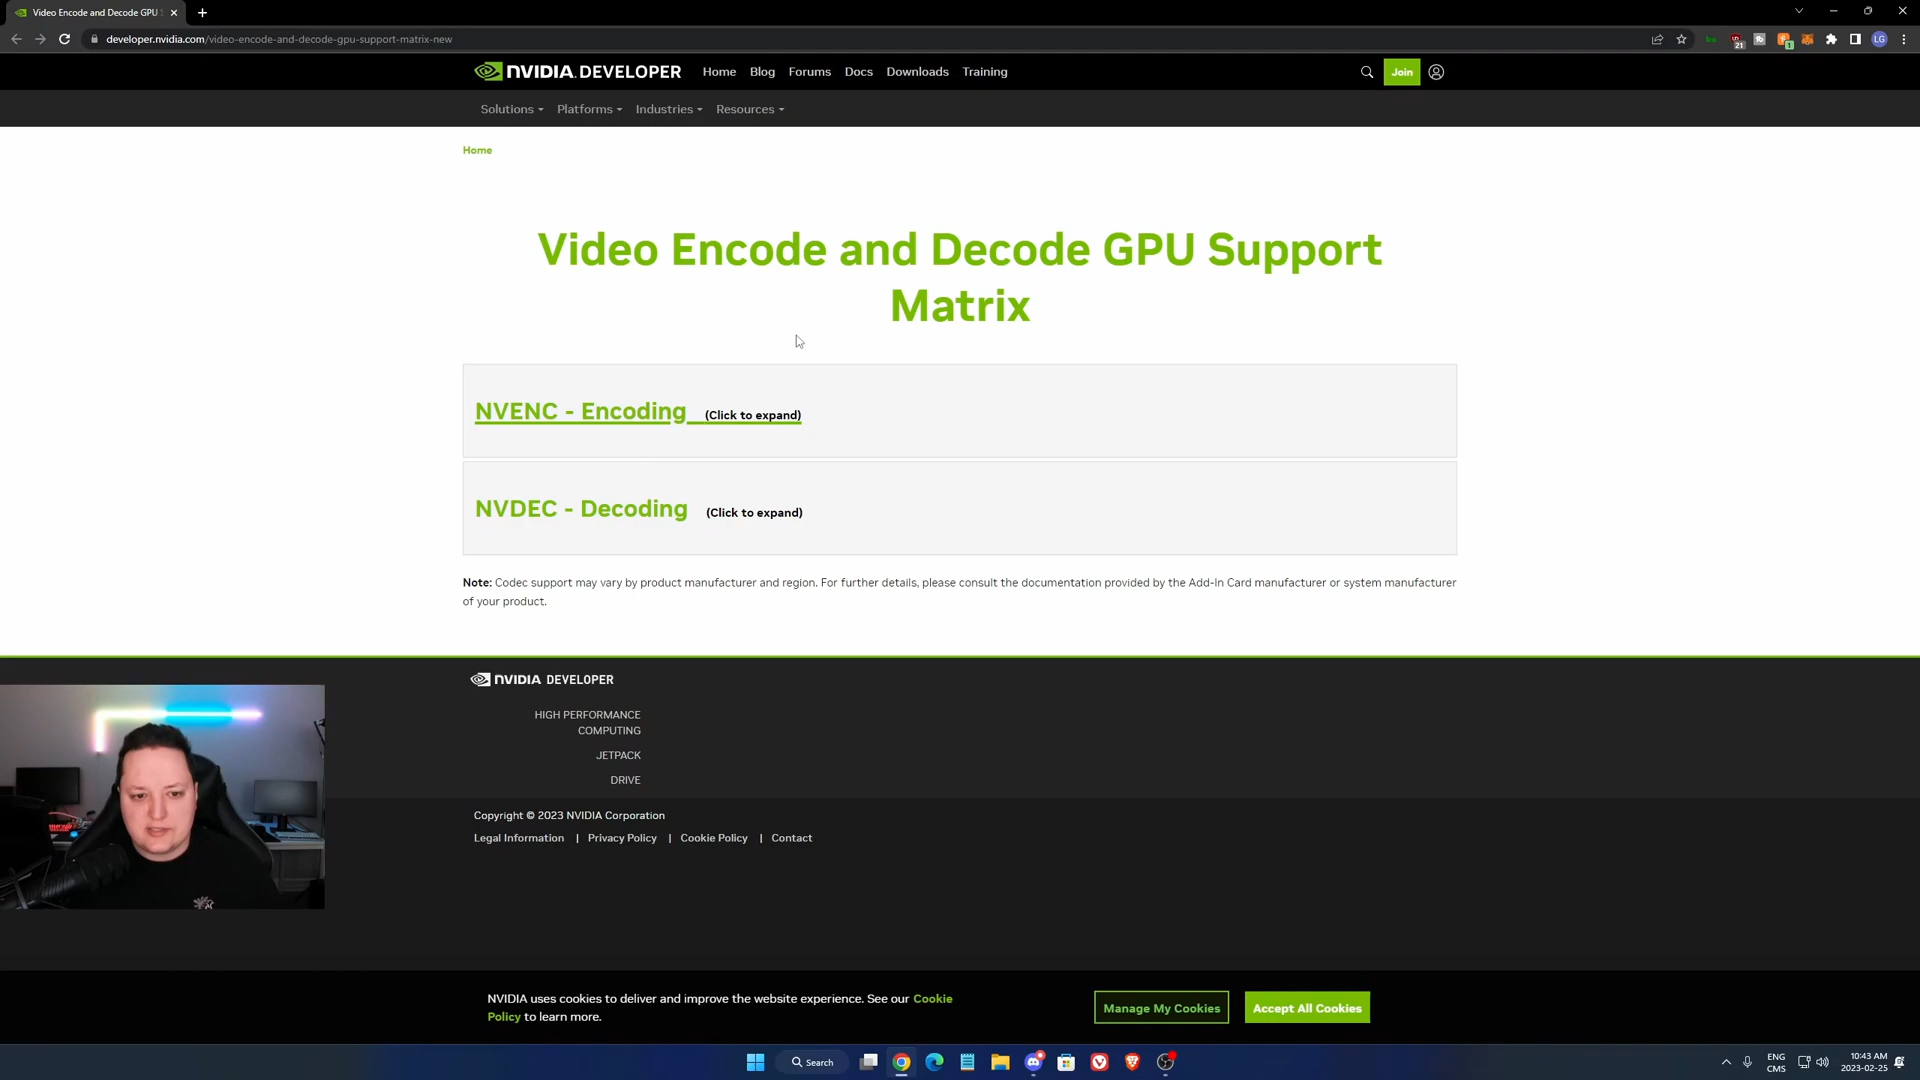 Video Encode and Decode GPU S
developer.nvidia.com/video-encode-and-decode-gpu-support-matrix-new
21
1
LG
NVIDIA. DEVELOPER
Home Blog Forums Docs Downloads Training
Join
Solutions Platforms Industries Resources
Home
Video Encode and Decode GPU Support
Matrix
NVENC - Encoding (Click to expand)
NVDEC - Decoding (Click to expand)
Note: Codec support may vary by product manufacturer and region. For further details, please consult the documentation provided by the Add-In Card manufacturer or system manufacturer
of your product.
NVIDIA DEVELOPER
HIGH PERFORMANCE
COMPUTING
JETPACK
DRIVE
Copyright © 2023 NVIDIA Corporation
Legal Information | Privacy Policy | Cookie Policy | Contact
NVIDIA uses cookies to deliver and improve the website experience. See our Cookie
Policy to learn more.
Manage My Cookies
Accept All Cookies
Search
ENG
CMS
10:43 AM
2023-02-25